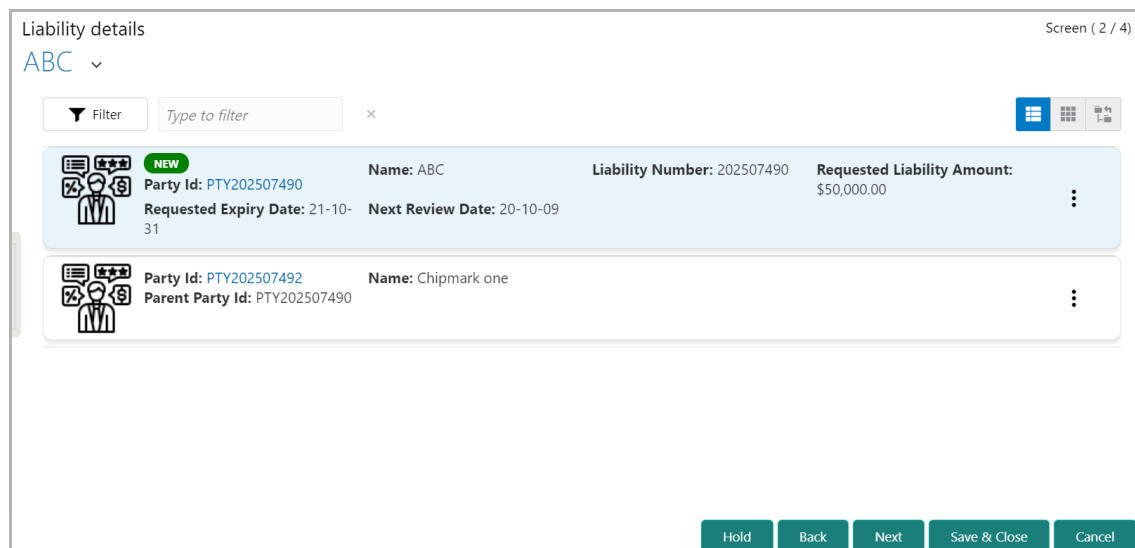 Liability details
Screen ( 2 / 4)
ABC
Filter
Type to filter
NEW
Party Id: PTY202507490
Name: ABC
Liability Number: 202507490
Requested Liability Amount:
$50,000.00
Requested Expiry Date: 21-10-
31
Next Review Date: 20-10-09
Party Id: PTY202507492
Name: Chipmark one
Parent Party Id: PTY202507490
Hold
Back
Next
Save & Close
Cancel